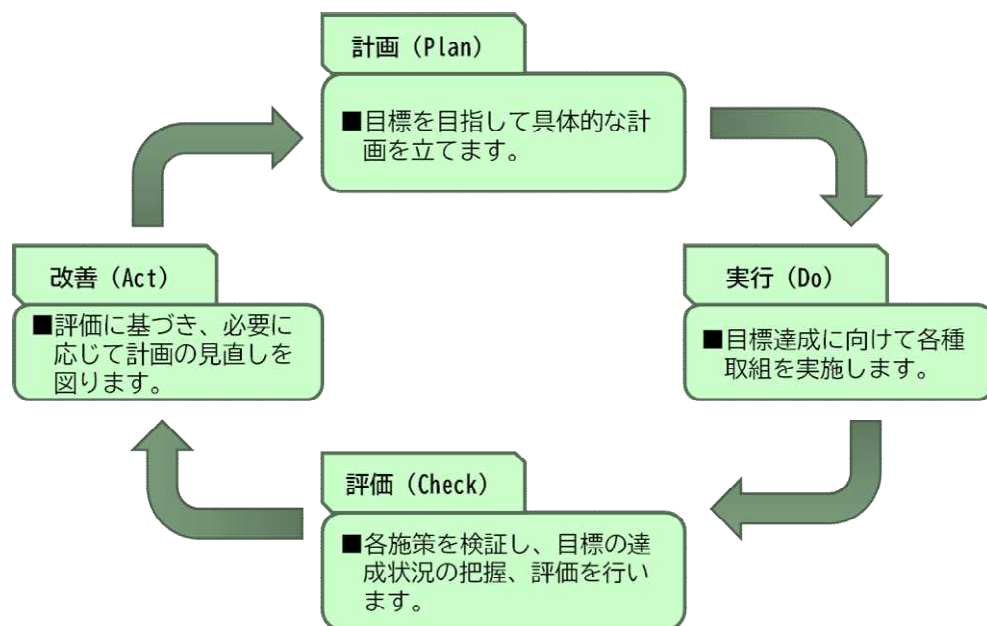 計画（Plan）
■目標を目指して具体的な計
画を立てます。
実行（Do）
■目標達成に向けて各種
取組を実施します。
評価（Check）
■各施策を検証し、目標の達
成状況の把握、評価を行い
ます。
改善（Act）
■評価に基づき、必要に
応じて計画の見直しを
図ります。